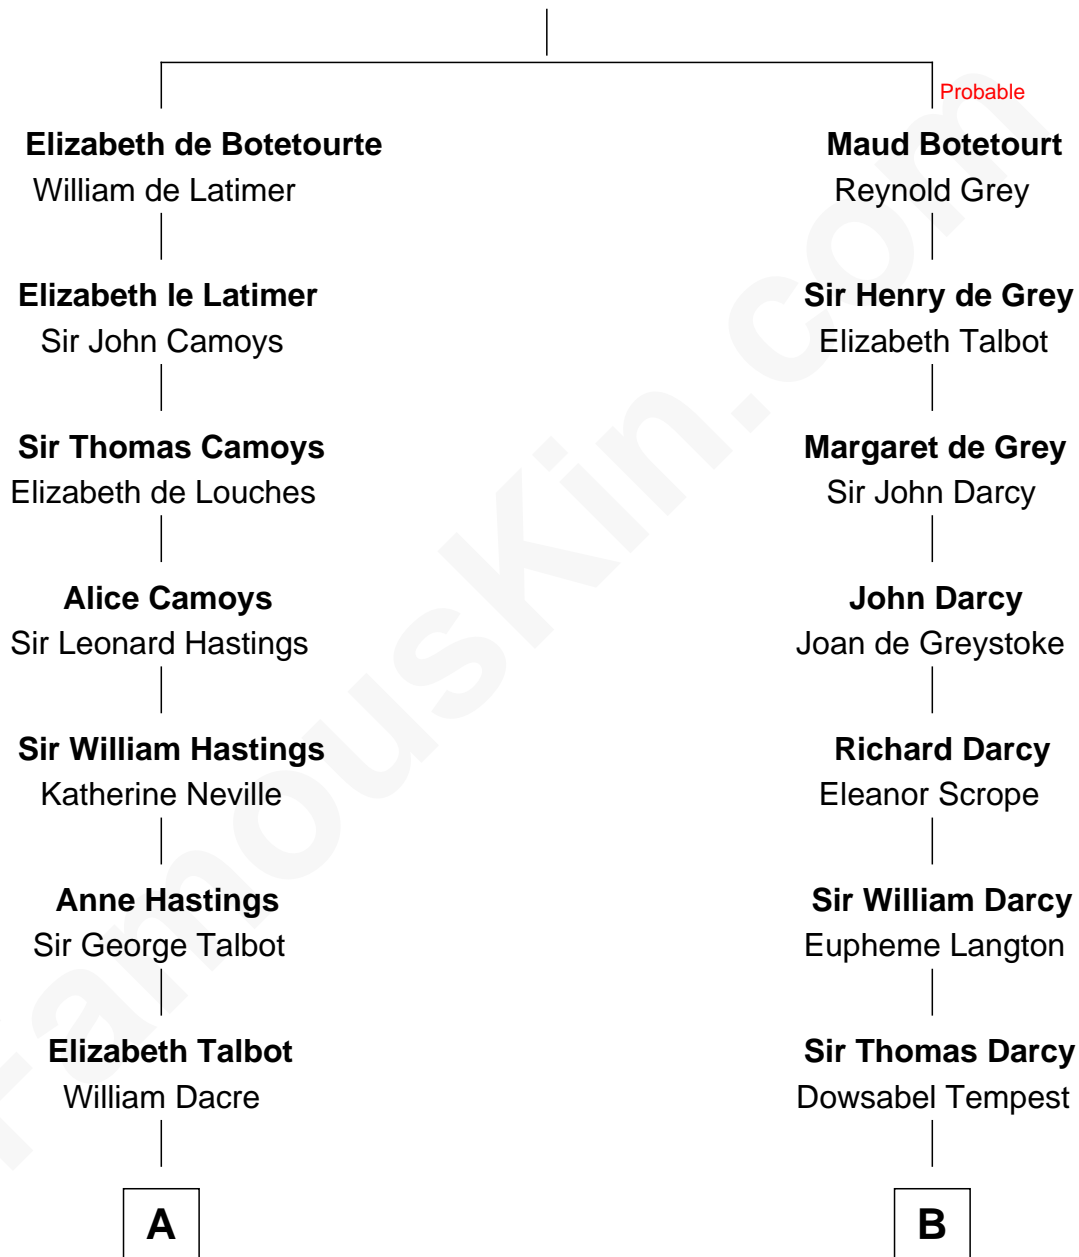 Probable
Elizabeth de Botetourte
William de Latimer
Maud Botetourt
Reynold Grey
Elizabeth le Latimer
Sir John Camoys
Sir Henry de Grey
Elizabeth Talbot
Sir Thomas Camoys
Elizabeth de Louches
Margaret de Grey
Sir John Darcy
Alice Camoys
Sir Leonard Hastings
John Darcy
Joan de Greystoke
Sir William Hastings
Katherine Neville
Richard Darcy
Eleanor Scrope
Anne Hastings
Sir George Talbot
Sir William Darcy
Eupheme Langton
Elizabeth Talbot
William Dacre
Sir Thomas Darcy
Dowsabel Tempest
A
B
FamousKin.com